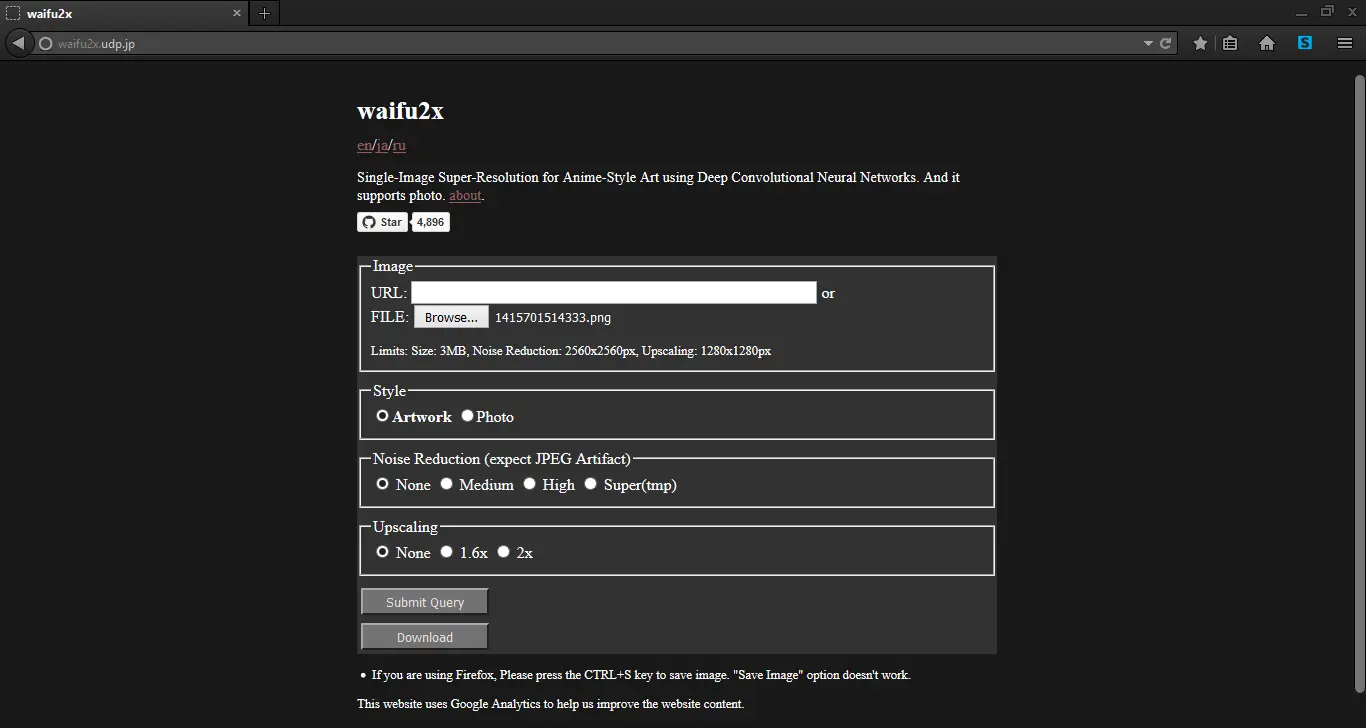 waifu2x
waifu2x.udp.jp
waifu2x
en/ja/ru
Single-Image Super-Resolution for Anime-Style Art using Deep Convolutional Neural Networks. And it
supports photo. about.
Star 4,896
Image
URL: or
FILE: Browse... 1415701514333.png
Limits: Size: 3MB, Noise Reduction: 2560x2560px, Upscaling: 1280x1280px
Style
Artwork Photo
Noise Reduction (expect JPEG Artifact)
None Medium High Super(tmp)
Upscaling
None 1.6x 2x
Submit Query
Download
• If you are using Firefox, Please press the CTRL+S key to save image. "Save Image" option doesn't work.
This website uses Google Analytics to help us improve the website content.